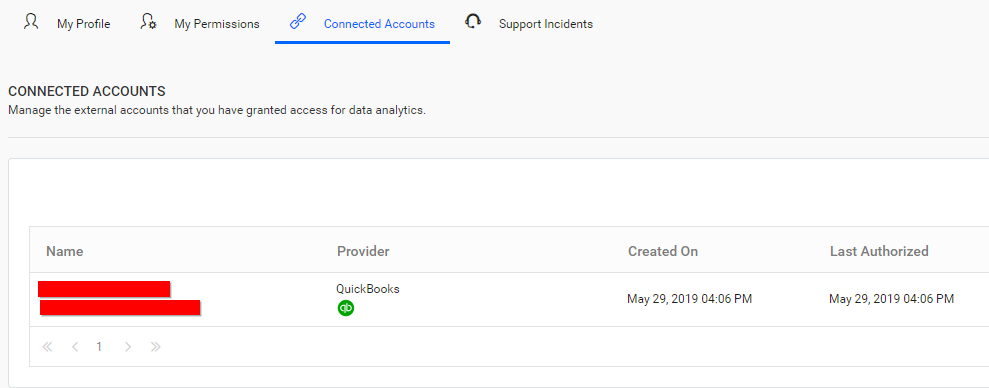 My Profile My Permissions Connected Accounts Support Incidents
CONNECTED ACCOUNTS
Manage the external accounts that you have granted access for data analytics.
Name Provider Created On Last Authorized
QuickBooks
qb
May 29, 2019 04:06 PM May 29, 2019 04:06 PM
1